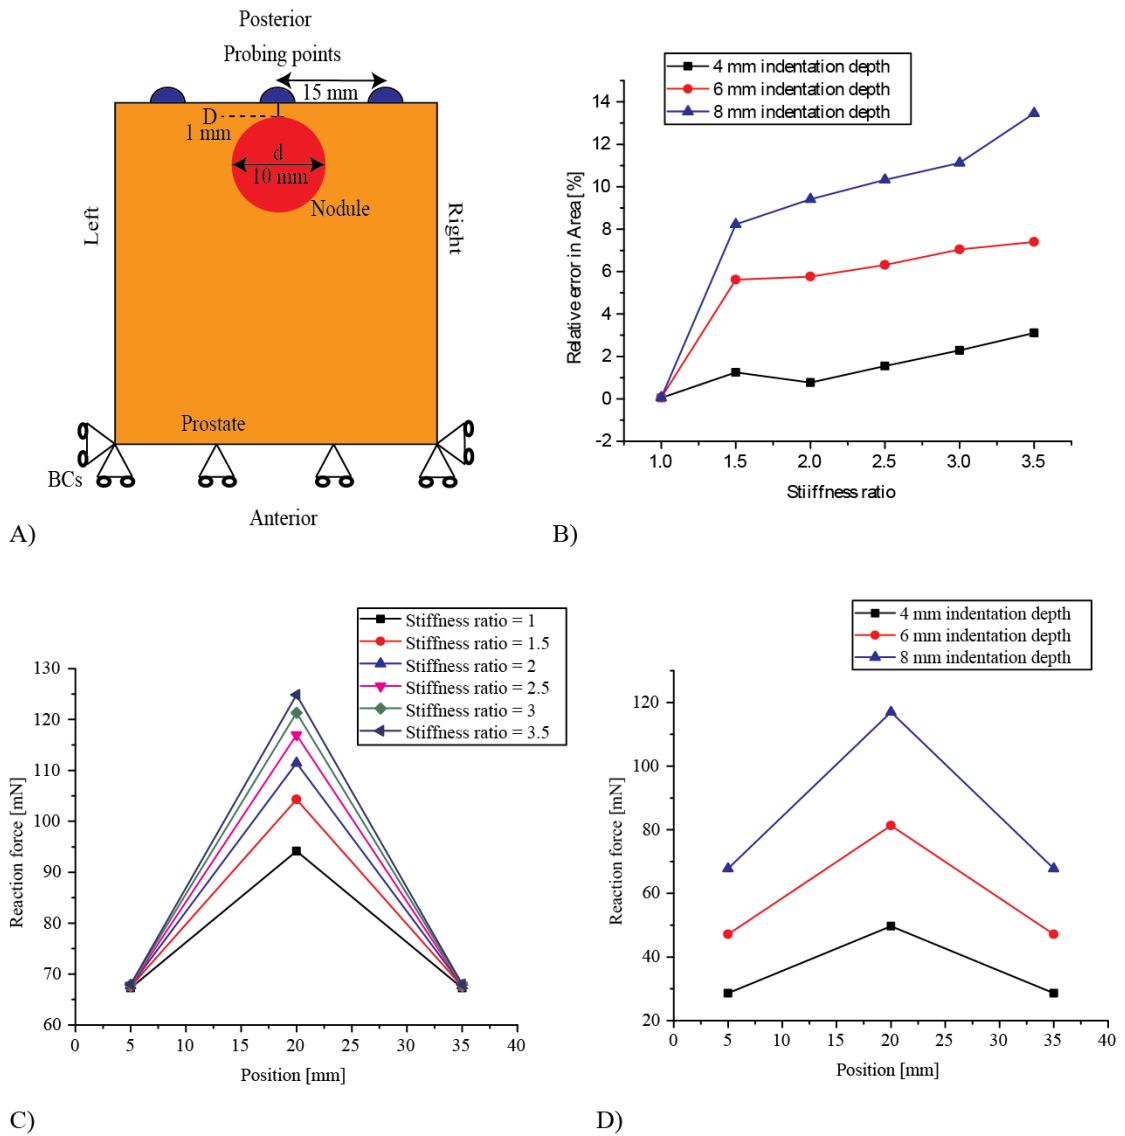 Posterior
Probing points
15 mm
D
1 mm
d
10 mm
Nodule
Left
Right
Prostate
BCs
Anterior
A)
4 mm indentation depth
6 mm indentation depth
8 mm indentation depth
Relative error in Area [%]
14
12
10
8
6
4
2
0
-2
1.0 1.5 2.0 2.5 3.0 3.5
Stiiffness ratio
B)
Stiffness ratio = 1
Stiffness ratio = 1.5
Stiffness ratio = 2
Stiffness ratio = 2.5
Stiffness ratio = 3
Stiffness ratio = 3.5
Reaction force [mN]
130
120
110
100
90
80
70
60
0 5 10 15 20 25 30 35 40
Position [mm]
C)
4 mm indentation depth
6 mm indentation depth
8 mm indentation depth
Reaction force [mN]
120
100
80
60
40
20
0 5 10 15 20 25 30 35 40
Position [mm]
D)